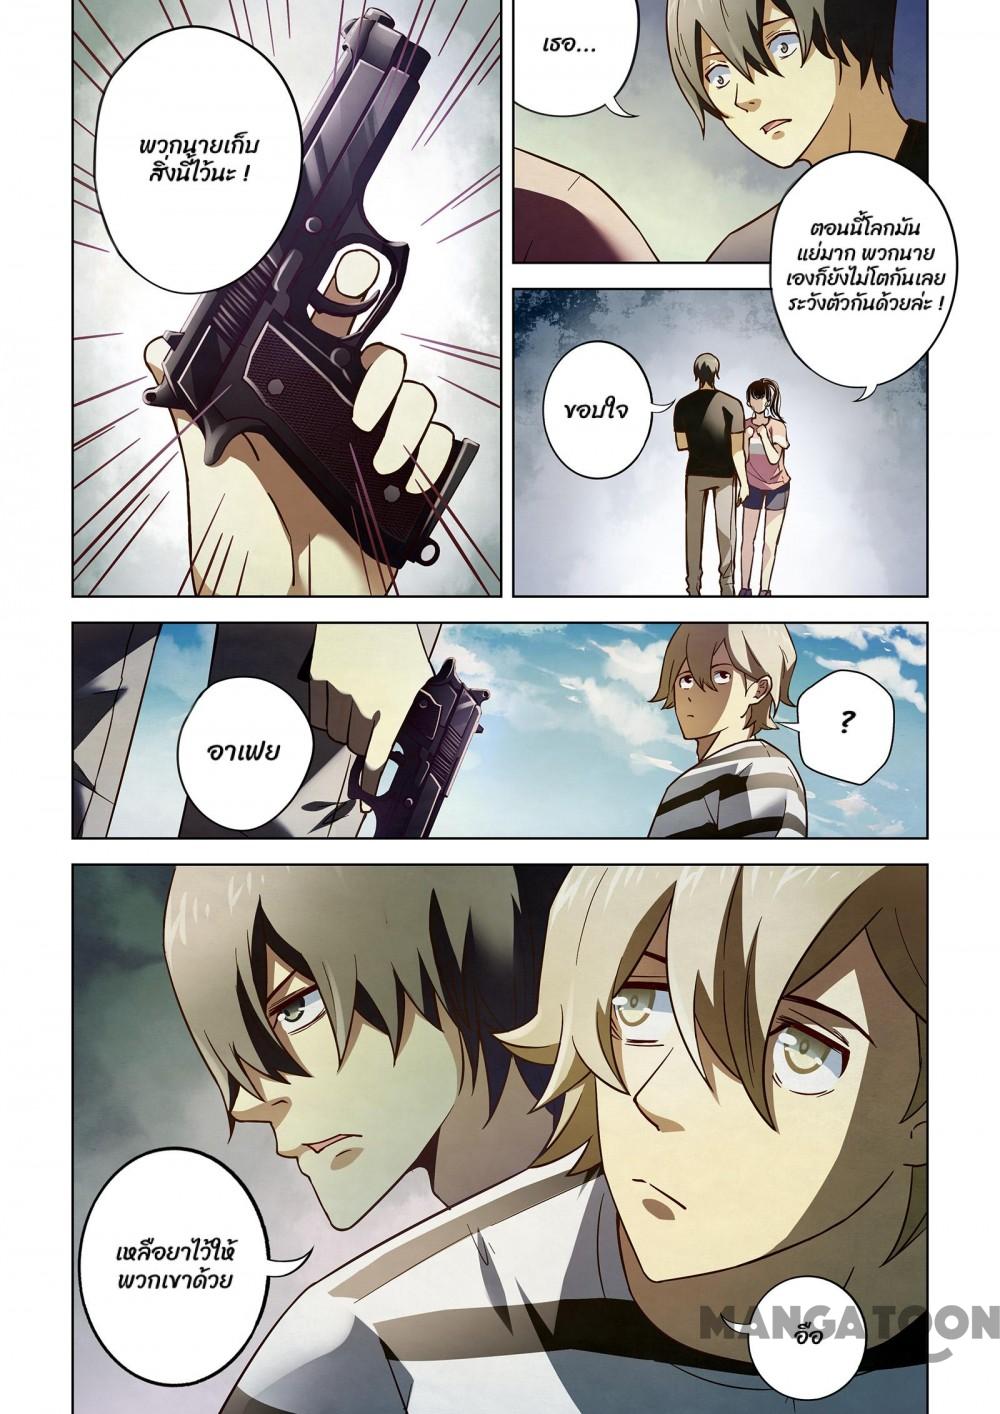 พวกนายเก็บ
สิ่งนี้ไว้นะ !
เธอ...
ตอนนี้โลกมัน
แย่มาก พวกนาย
เองก็ยังไม่โตกันเลย
ระวังตัวกันด้วยล่ะ !
ขอบใจ
อาเฟย
?
เหลือยาไว้ให้
พวกเขาด้วย
อือ
MANGATOON